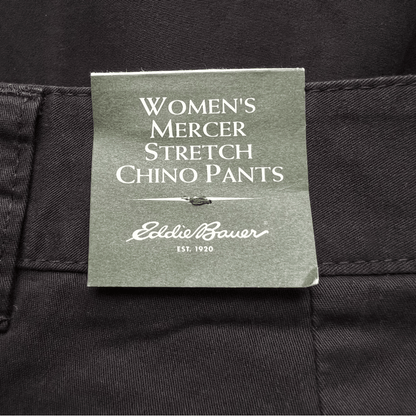 WOMEN'S
MERCER
STRETCH
CHINO PANTS
Eddie Bauer
EST. 1920